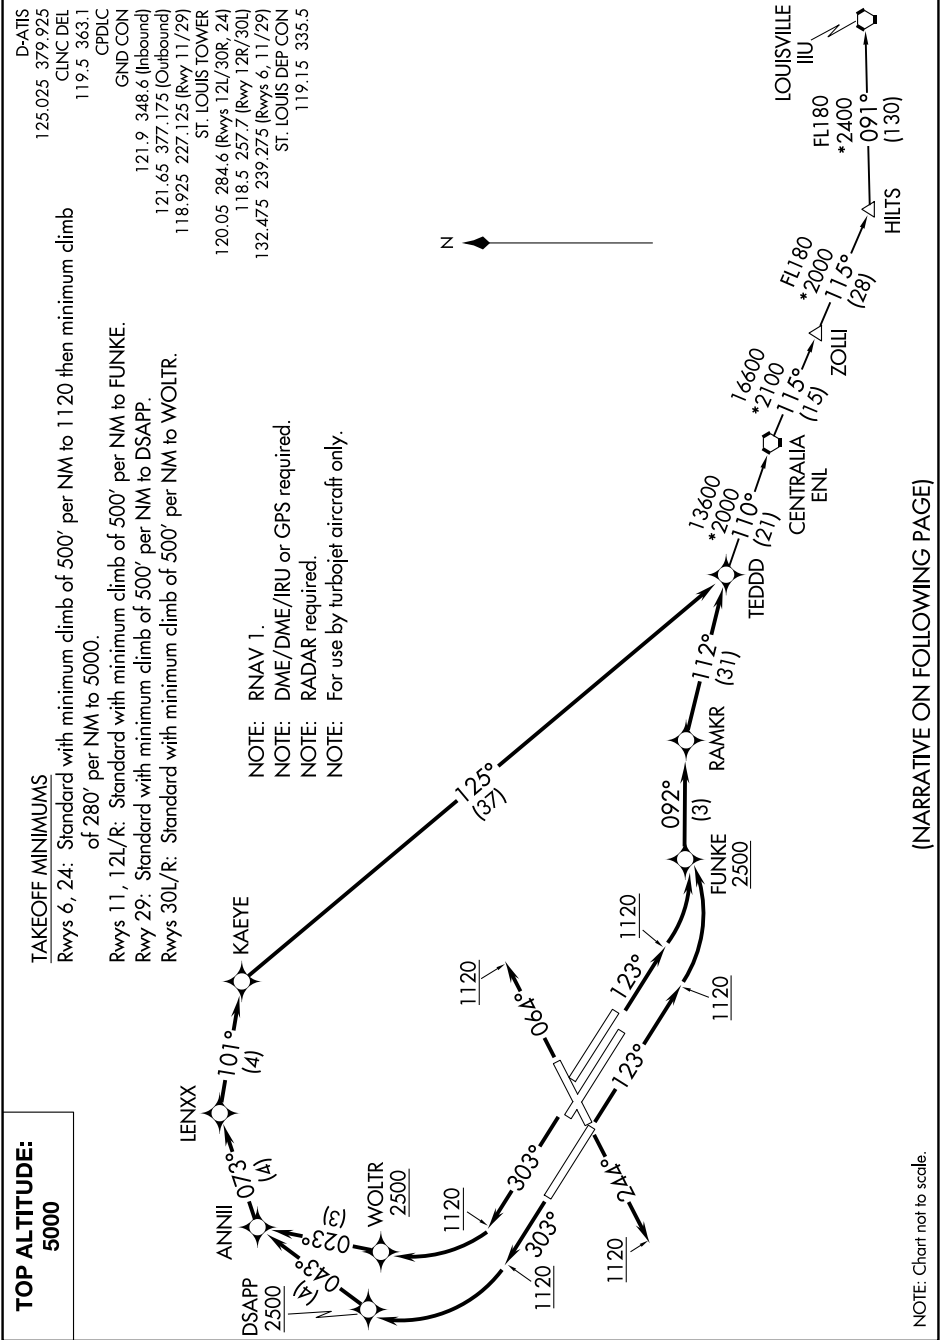 TOP ALTITUDE:
5000
TAKEOFF MINIMUMS
Rwys 6, 24: Standard with minimum climb of 500' per NM to 1120 then minimum climb
of 280' per NM to 5000.
Rwys 11, 12L/R: Standard with minimum climb of 500' per NM to FUNKE.
Rwy 29: Standard with minimum climb of 500' per NM to DSAPP.
Rwys 30L/R: Standard with minimum climb of 500' per NM to WOLTR.
D-ATIS
125.025 379.925
CLNC DEL
119.5 363.1
CPDLC
GND CON
121.9 348.6 (Inbound)
121.65 377.175 (Outbound)
118.925 227.125 (Rwy 11/29)
ST. LOUIS TOWER
120.05 284.6 (Rwys 12L/30R, 24)
118.5 257.7 (Rwy 12R/30L)
132.475 239.275 (Rwys 6, 11/29)
ST. LOUIS DEP CON
119.15 335.5
NOTE: RNAV 1.
NOTE: DME/DME/IRU or GPS required.
NOTE: RADAR required.
NOTE: For use by turbojet aircraft only.
N
LENXX
101°
(4)
KAEYE
ANNII
073°
(4)
125°
(37)
DSAPP
2500
043°
(4)
023°
(3)
WOLTR
2500
1120
303°
1120
303°
1120
244°
1120
064°
1120
123°
1120
123°
FUNKE
2500
092°
(3)
RAMKR
112°
(31)
TEDDD
13600
*2000
110°
(21)
CENTRALIA
ENL
16600
*2100
115°
(15)
ZOLLI
FL180
*2000
115°
(28)
HILTS
FL180
*2400
091°
(130)
LOUISVILLE
IIU
NOTE: Chart not to scale.
(NARRATIVE ON FOLLOWING PAGE)